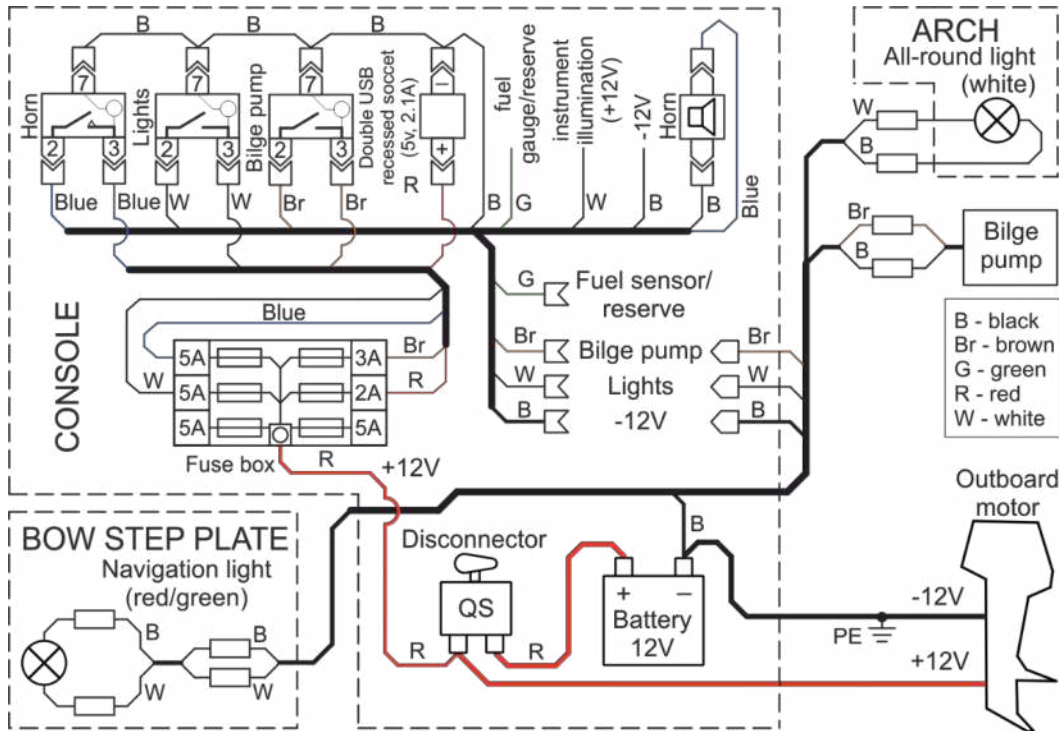 B
B
B
7
7
7
Horn
2
3
Lights
2
3
Bilge pump
2
3
Double USB
recessed soccet
(5v, 2.1A)
–
+
R
fuel
gauge/reserve
instrument
illumination
(+12V)
-12V
Horn
Blue
Blue
W
W
Br
Br
B
G
W
B
B
Blue
ARCH
All-round light
(white)
W
B
Br
B
Bilge
pump
B - black
Br - brown
G - green
R - red
W - white
CONSOLE
G
Fuel sensor/
reserve
Br
Bilge pump
Br
W
Lights
W
B
-12V
B
Blue
W
5A
3A
Br
5A
2A
R
5A
5A
Fuse box
R
+12V
BOW STEP PLATE
Navigation light
(red/green)
B
W
B
W
Disconnector
QS
R
R
B
+ –
Battery
12V
Outboard
motor
-12V
PE
+12V